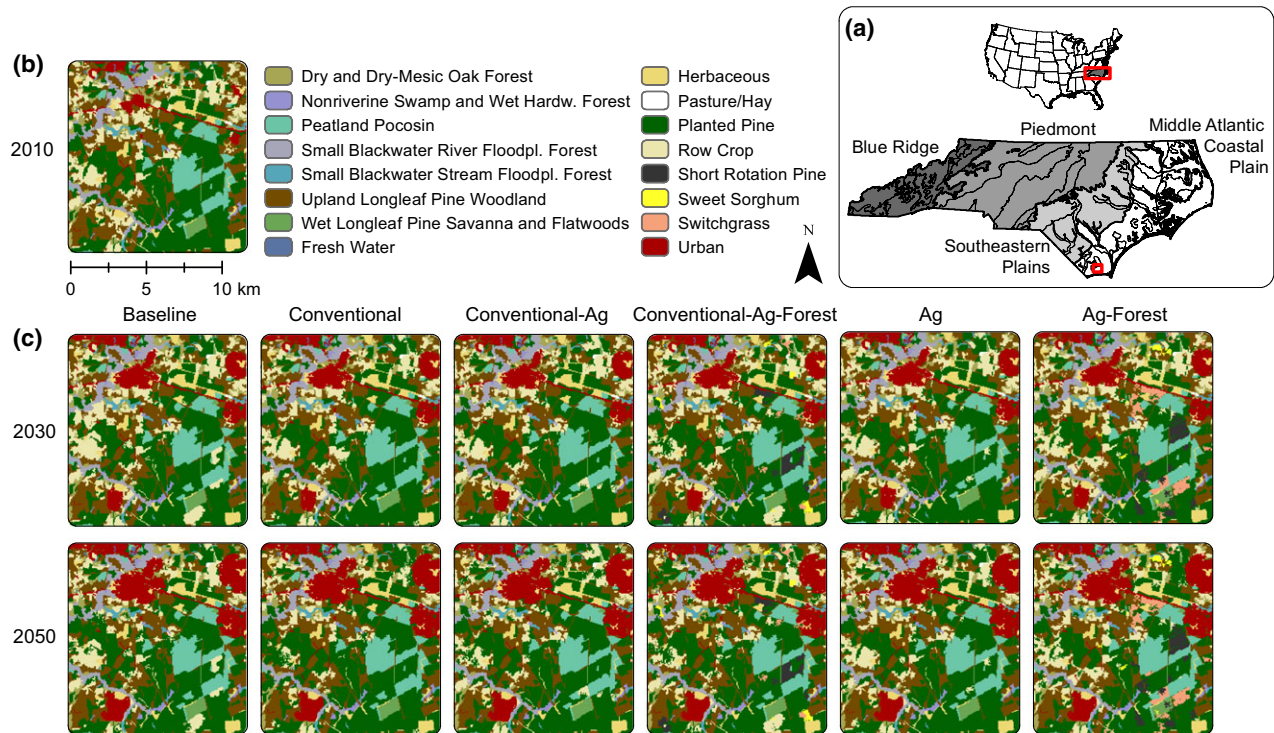 (a)
Blue Ridge
Piedmont
Middle Atlantic
Coastal
Plain
Southeastern
Plains
N
(b)
2010
0 5 10 km
Dry and Dry-Mesic Oak Forest
Nonriverine Swamp and Wet Hardw. Forest
Peatland Pocosin
Small Blackwater River Floodpl. Forest
Small Blackwater Stream Floodpl. Forest
Upland Longleaf Pine Woodland
Wet Longleaf Pine Savanna and Flatwoods
Fresh Water
Herbaceous
Pasture/Hay
Planted Pine
Row Crop
Short Rotation Pine
Sweet Sorghum
Switchgrass
Urban
(c)
Baseline
Conventional
Conventional-Ag
Conventional-Ag-Forest
Ag
Ag-Forest
2030
2050